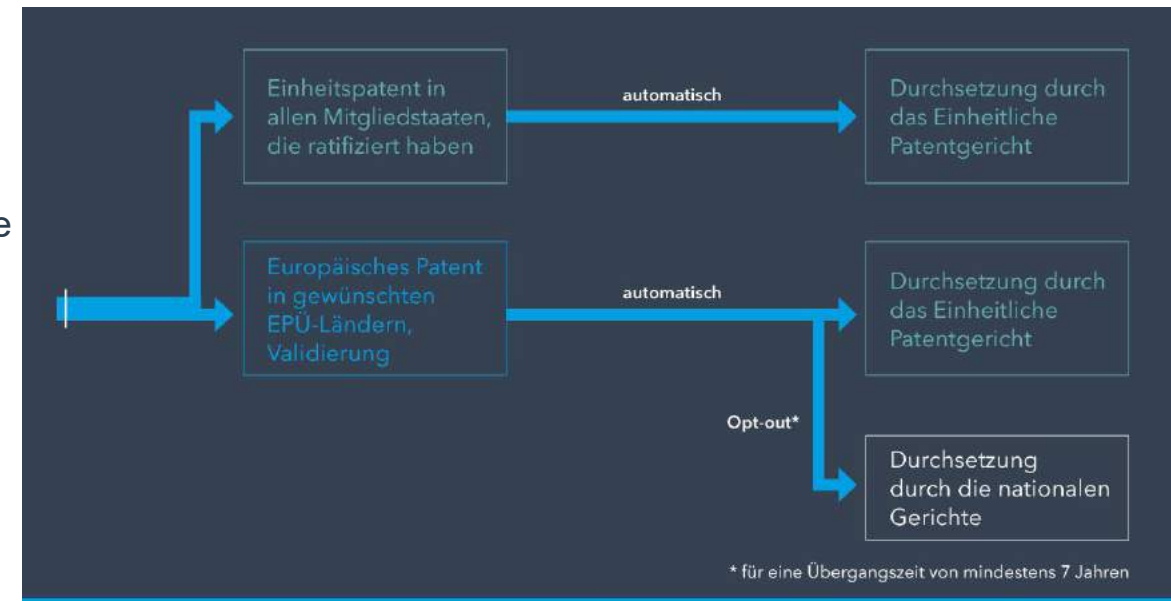 Einheitspatent in
allen Mitgliedstaaten,
die ratifiziert haben
automatisch
Durchsetzung durch
das Einheitliche
Patentgericht
e
Europäisches Patent
in gewünschten
EPÜ-Ländern,
Validierung
automatisch
Durchsetzung durch
das Einheitliche
Patentgericht
Opt-out*
Durchsetzung
durch die nationalen
Gerichte
* für eine Übergangszeit von mindestens 7 Jahren